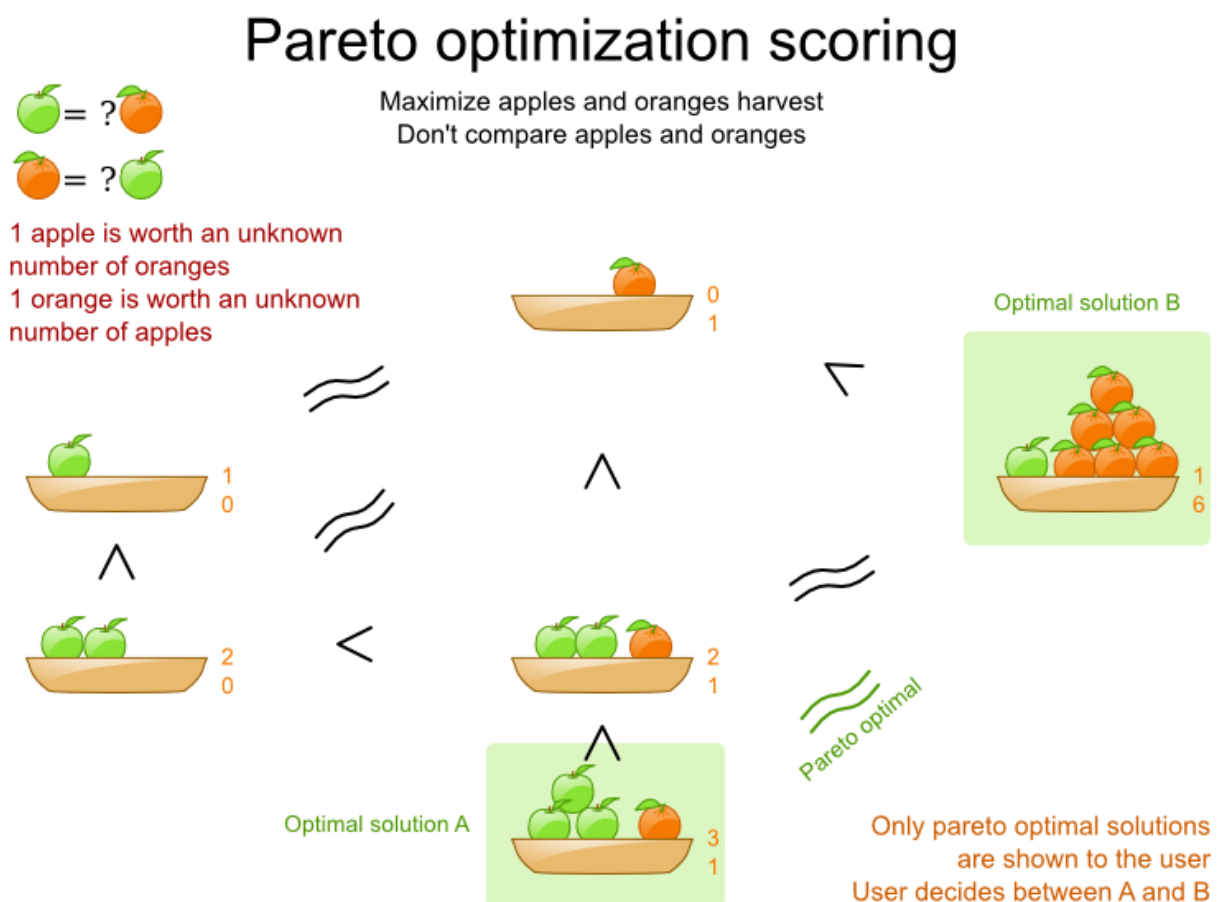 Pareto optimization scoring
Maximize apples and oranges harvest
Don't compare apples and oranges
= ?
= ?
1 apple is worth an unknown
number of oranges
1 orange is worth an unknown
number of apples
0
1
Optimal solution B
1
0
1
6
2
0
2
1
Pareto optimal
Optimal solution A
3
1
Only pareto optimal solutions
are shown to the user
User decides between A and B